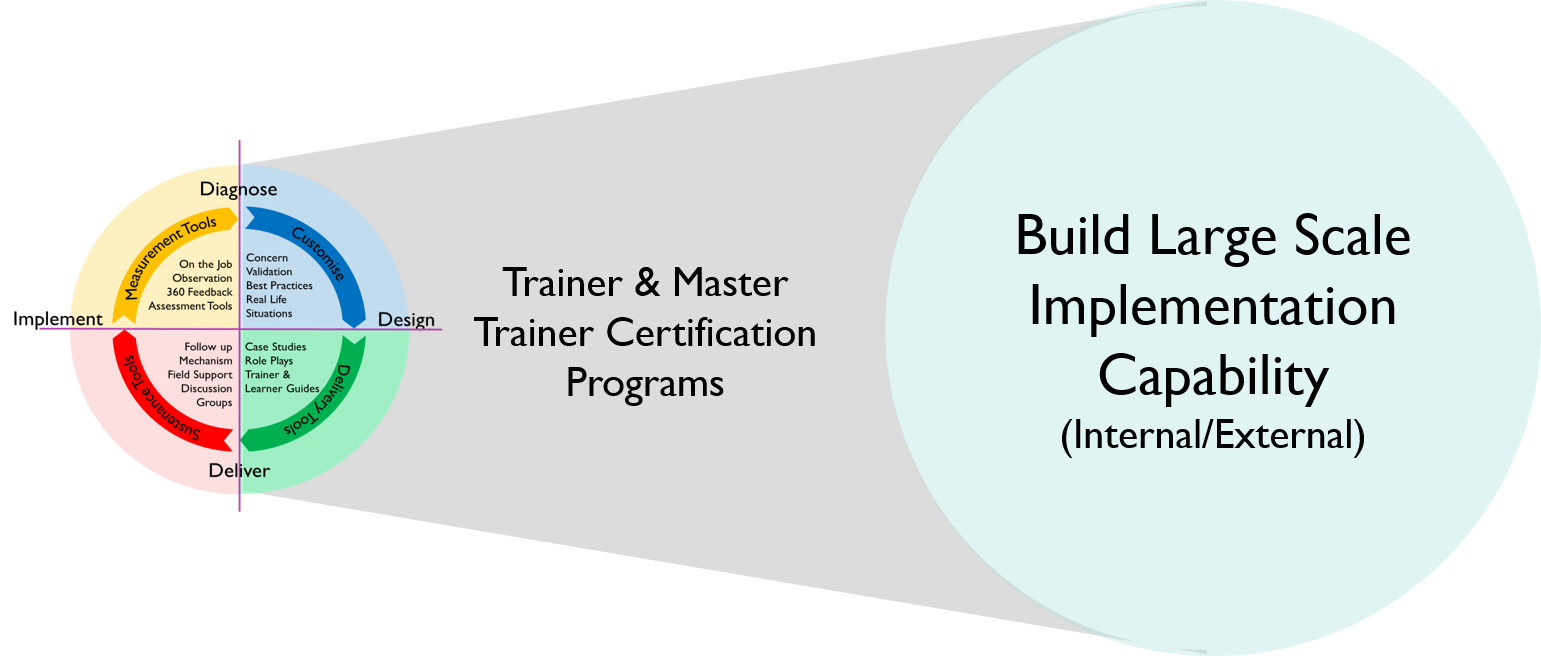 Diagnose
Measurement Tools
Customise
On the Job
Observation
360 Feedback
Assessment Tools
Concern
Validation
Best Practices
Real Life
Situations
Implement
Design
Follow up
Mechanism
Field Support
Discussion
Groups
Case Studies
Role Plays
Trainer &
Learner Guides
Sustenance Tools
Delivery Tools
Deliver
Trainer & Master
Trainer Certification
Programs
Build Large Scale
Implementation
Capability
(Internal/External)